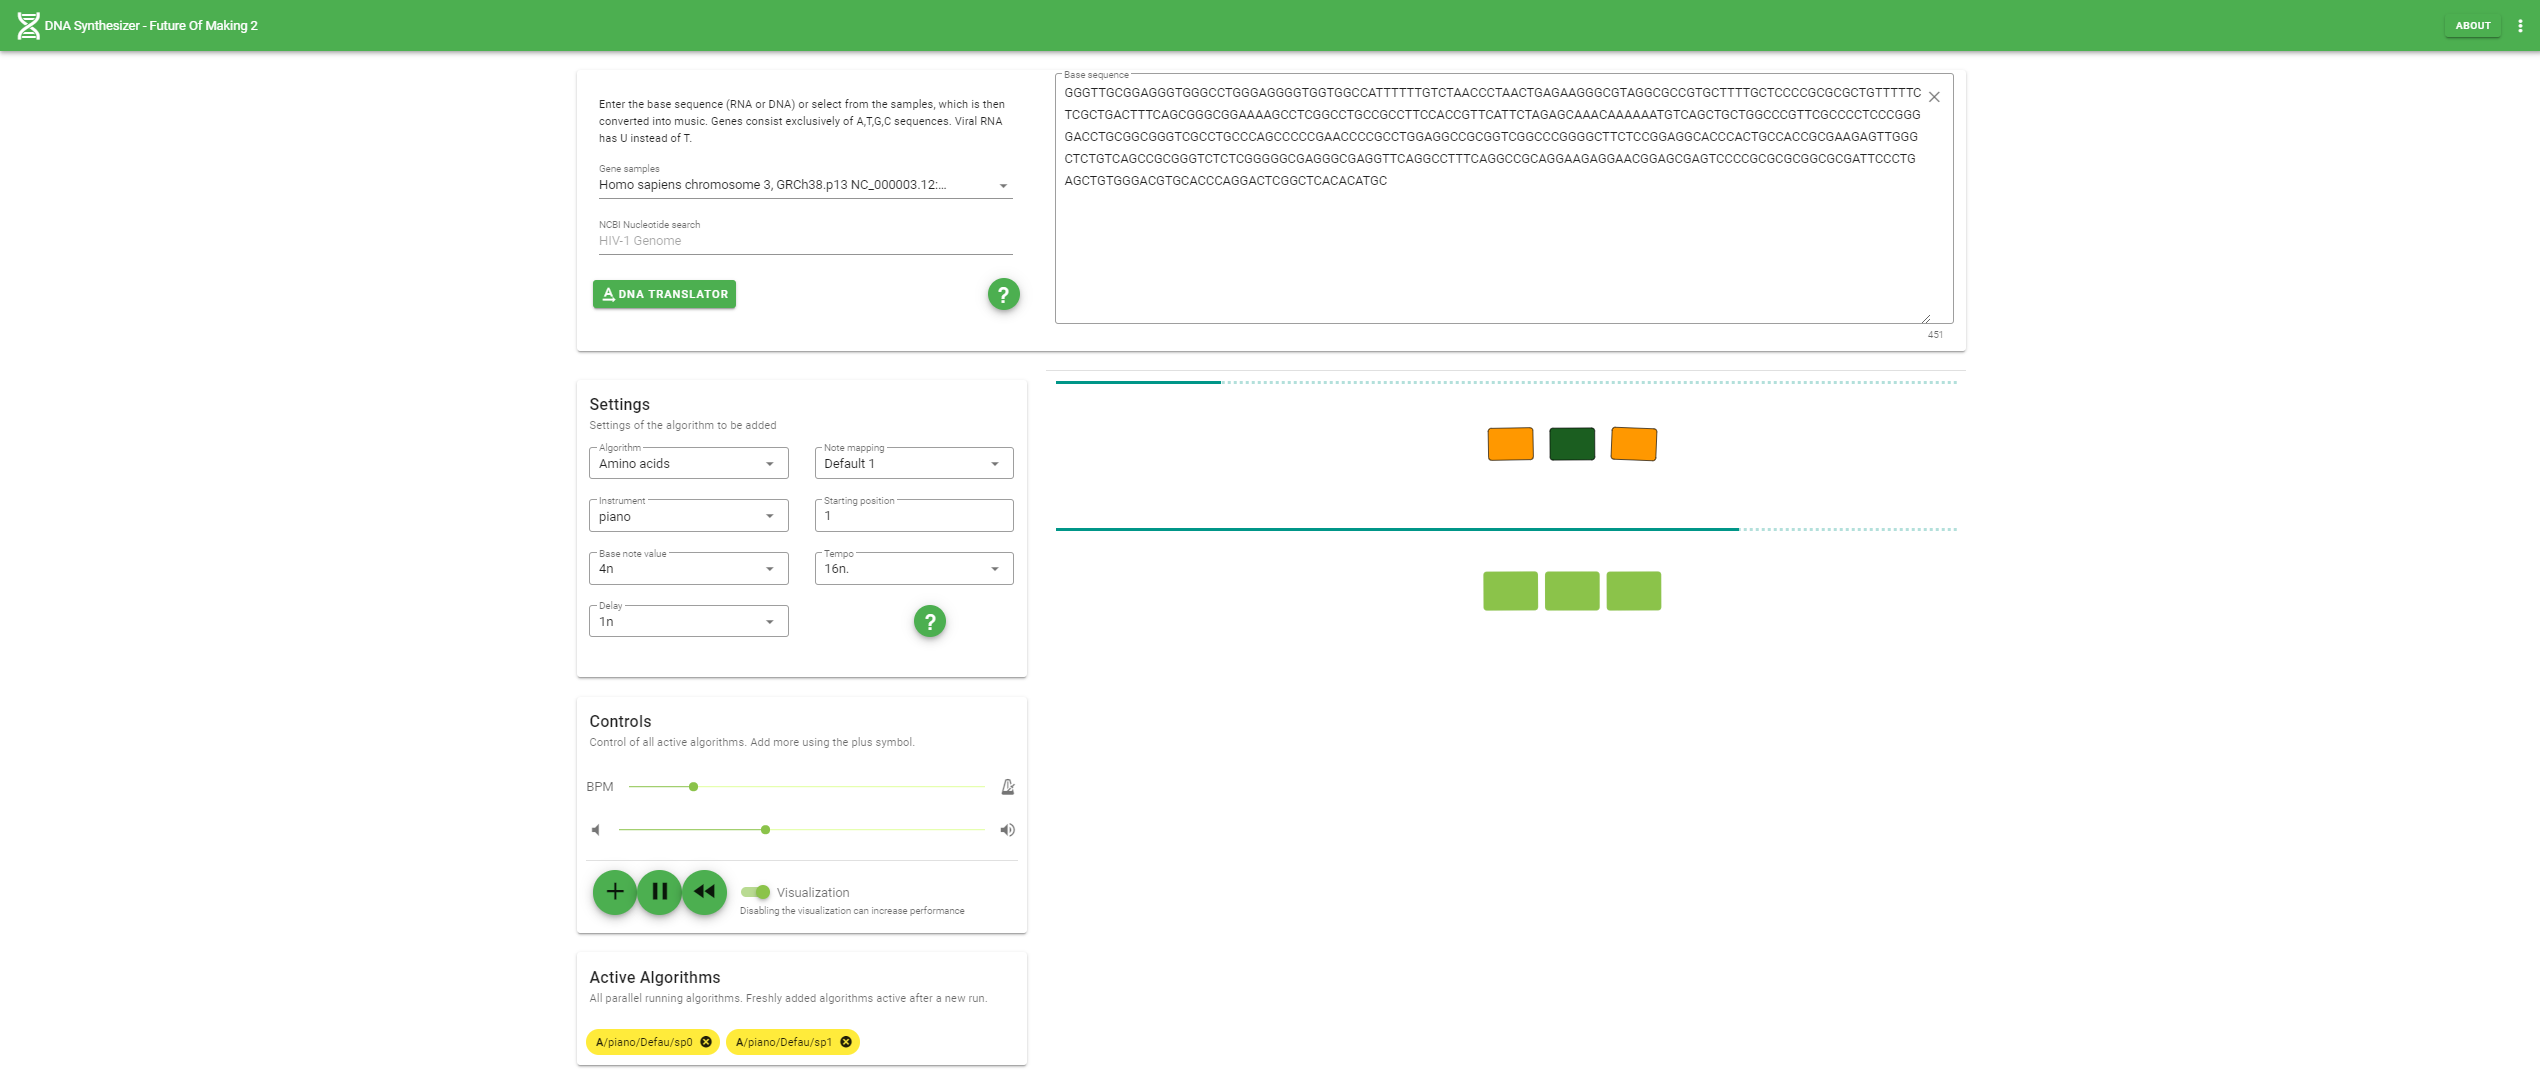 DNA Synthesizer - Future Of Making 2
ABOUT
Enter the base sequence (RNA or DNA) or select from the samples, which is then
converted into music. Genes consist exclusively of A,T,G,C sequences. Viral RNA
has U instead of T.
Gene samples
Homo sapiens chromosome 3, GRCh38.p13 NC_000003.12:...
NCBI Nucleotide search
HIV-1 Genome
A DNA TRANSLATOR
?
Base sequence
GGGTTGCGGAGGGTGGGCCTGGGAGGGGTGGTGGCCATTTTTTGTCTAACCCTAACTGAGAAGGGCGTAGGCGCCGTGCTTTTGCTCCCCGCGCGCTGTTTTTC
TCGCTGACTTTCAGCGGGCGGAAAAGCCTCGGCCTGCCGCCTTCCACCGTTCATTCTAGAGCAAACAAAAAATGTCAGCTGCTGGCCCGTTCGCCCCTCCCGGG
GACCTGCGGCGGGTCGCCTGCCCAGCCCCCGAACCCCGCCTGGAGGCCGCGGTCGGCCCGGGGCTTCTCCGGAGGCACCCACTGCCACCGCGAAGAGTTGGG
CTCTGTCAGCCGCGGGTCTCTCGGGGGCGAGGGCGAGGTTCAGGCCTTTCAGGCCGCAGGAAGAGGAACGGAGCGAGTCCCCGCGCGCGGCGCGATTCCCTG
AGCTGTGGGACGTGCACCCAGGACTCGGCTCACACATGC
451
Settings
Settings of the algorithm to be added
Algorithm
Amino acids
Note mapping
Default 1
Instrument
piano
Starting position
1
Base note value
4n
Tempo
16n.
Delay
1n
?
Controls
Control of all active algorithms. Add more using the plus symbol.
BPM
Visualization
Disabling the visualization can increase performance
Active Algorithms
All parallel running algorithms. Freshly added algorithms active after a new run.
A/piano/Defau/sp0
A/piano/Defau/sp1